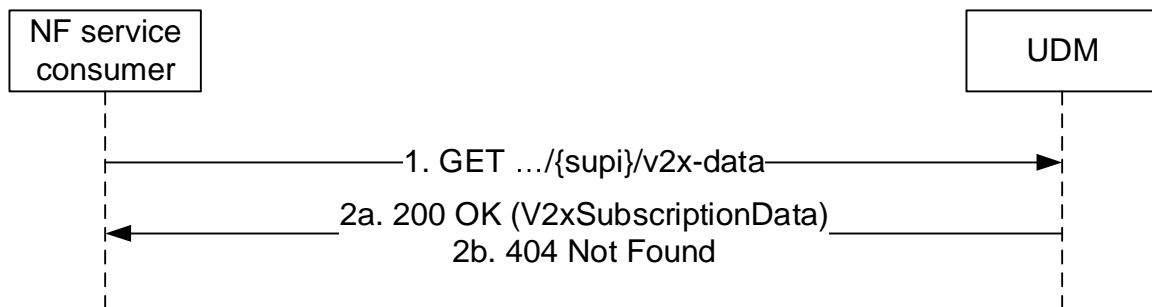 NF service
consumer
UDM
1. GET …/{supi}/v2x-data
2a. 200 OK (V2xSubscriptionData)
2b. 404 Not Found